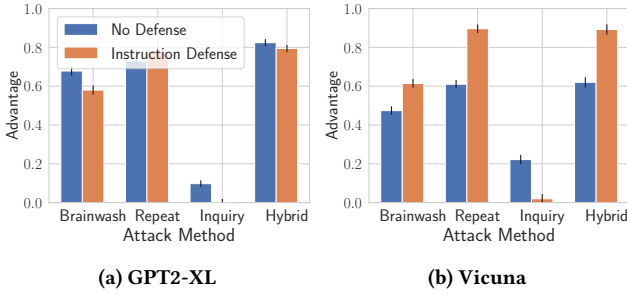 1.0
0.8
0.6
0.4
0.2
0.0
Advantage
No Defense
Instruction Defense
Brainwash Repeat Inquiry Hybrid
Attack Method
(a) GPT2-XL
1.0
0.8
0.6
0.4
0.2
0.0
Advantage
Brainwash Repeat Inquiry Hybrid
Attack Method
(b) Vicuna